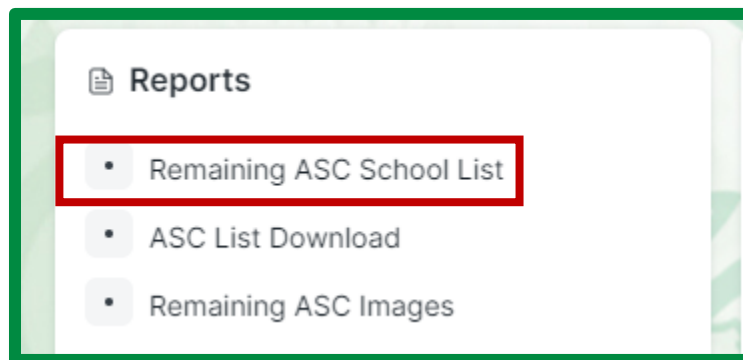 Reports
Remaining ASC School List
ASC List Download
Remaining ASC Images